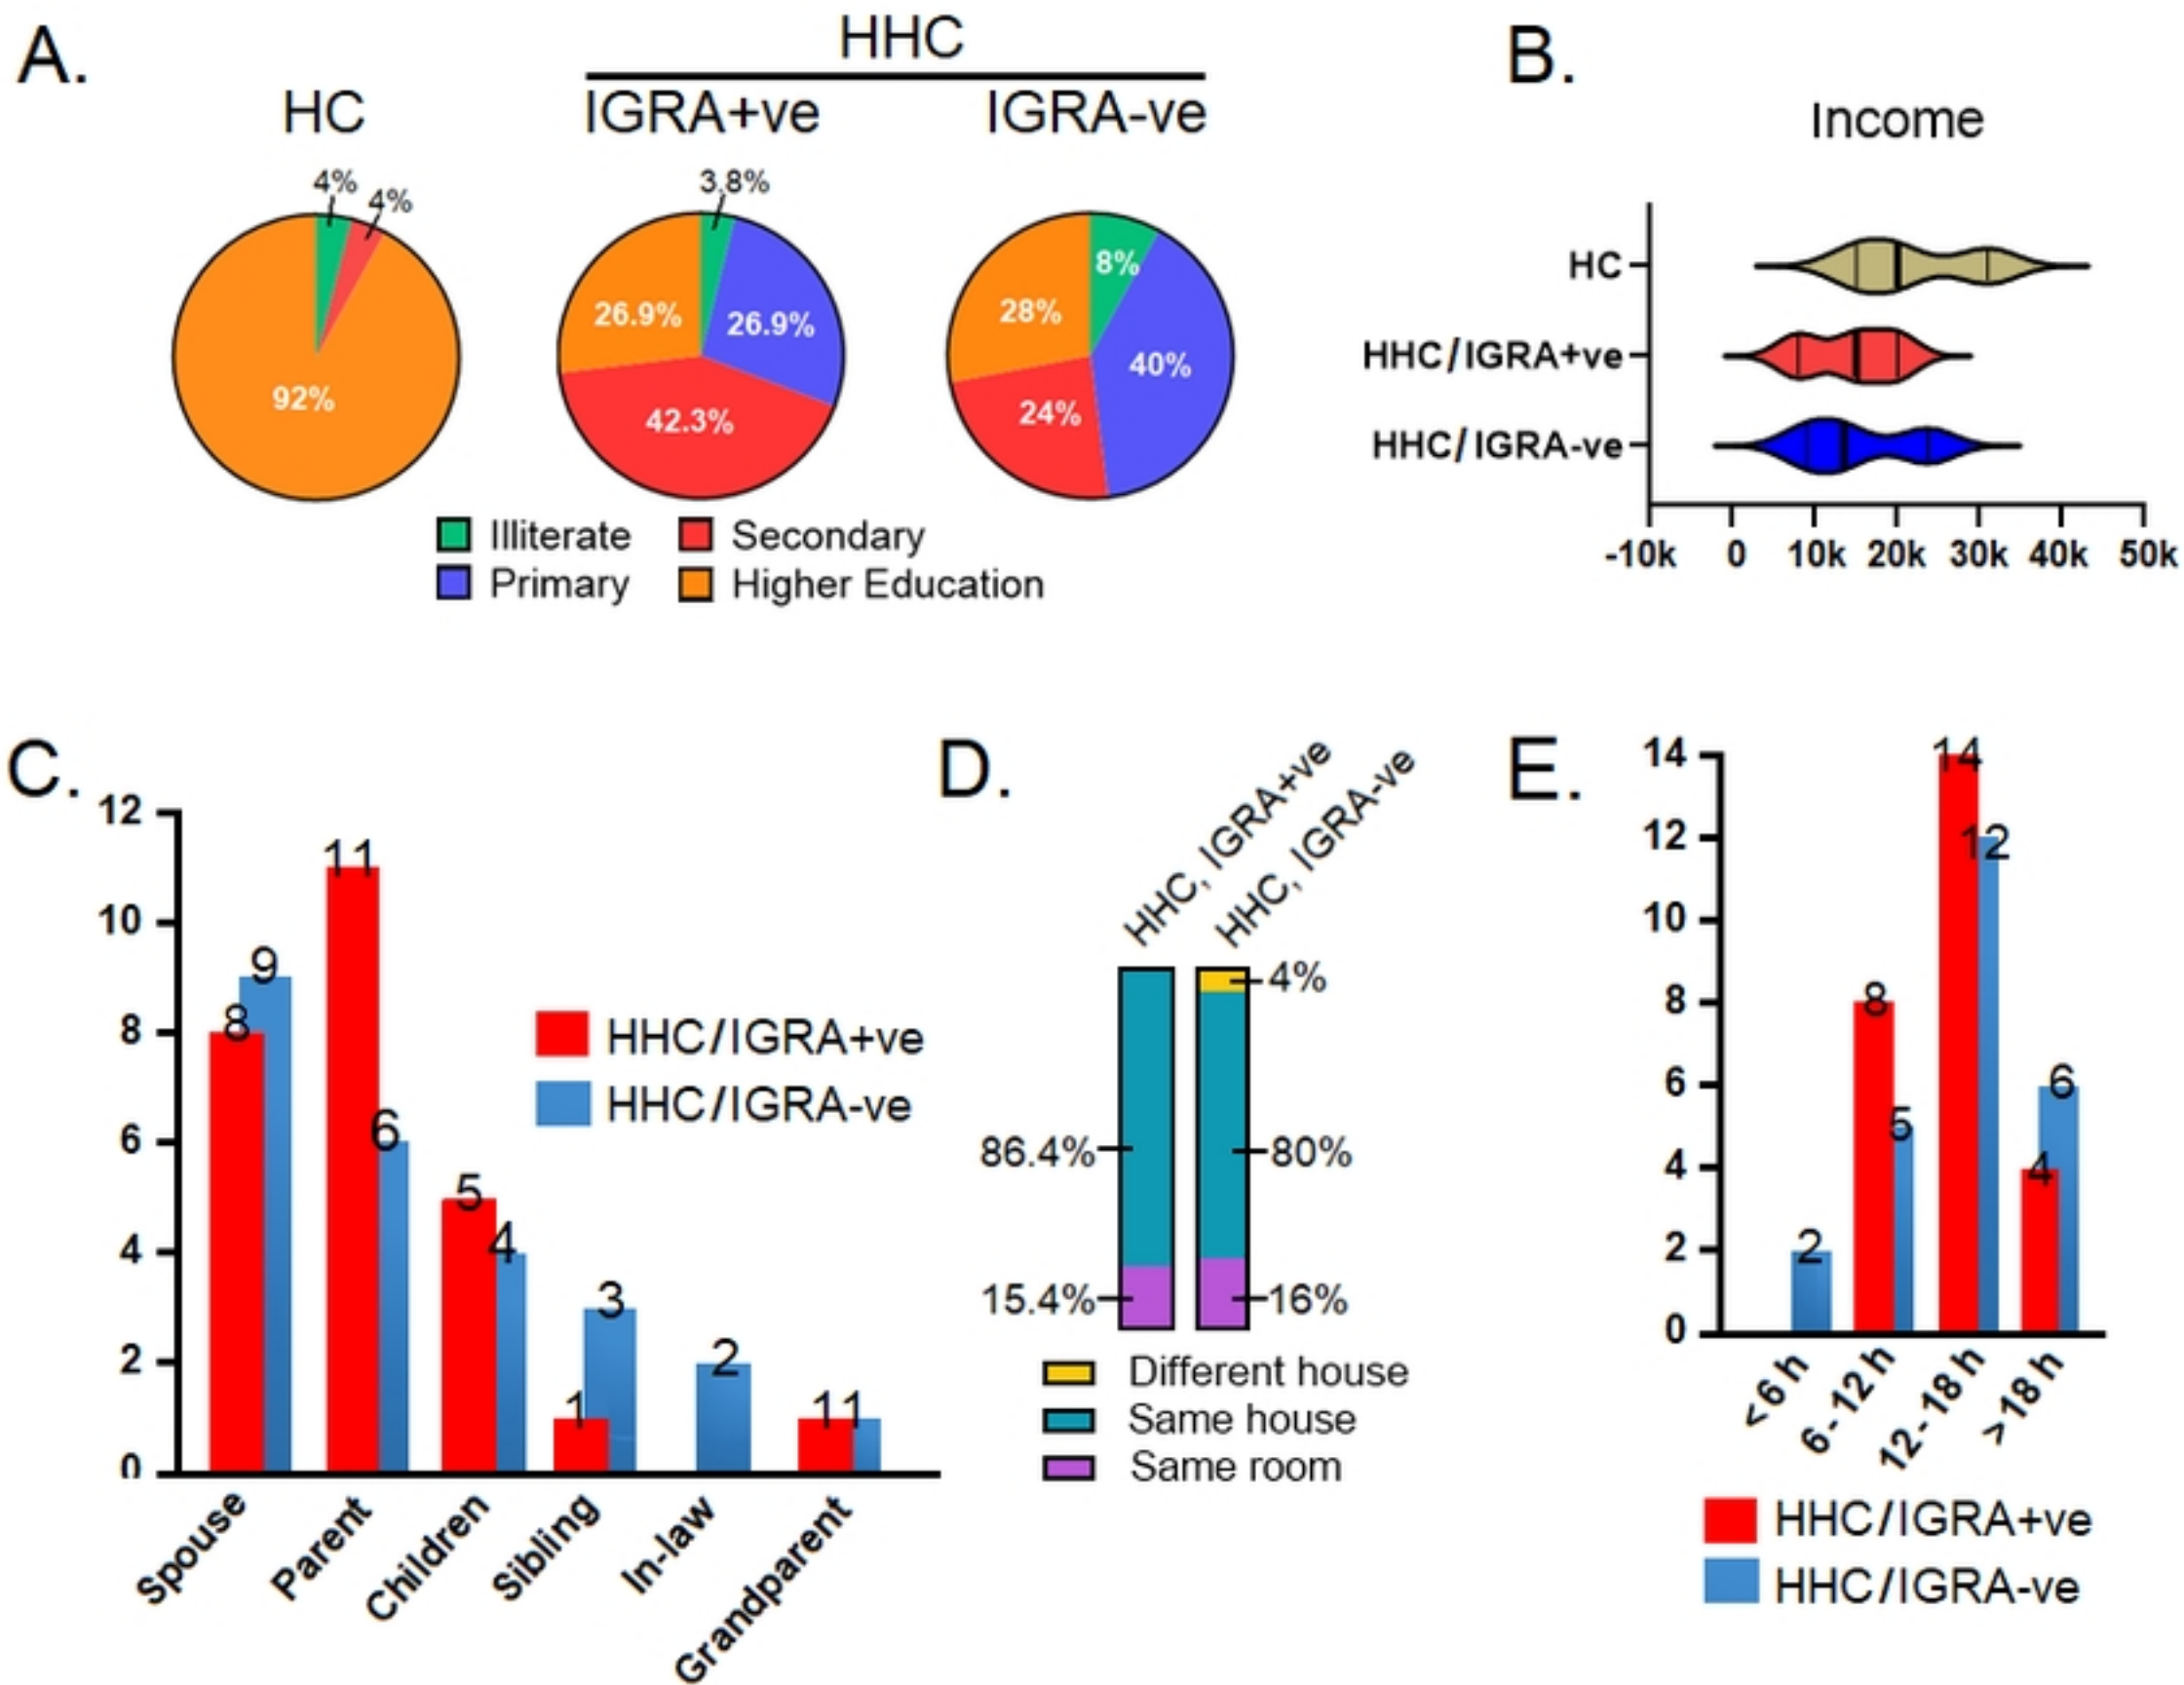 A.
HHC
HC
IGRA+ve
IGRA-ve
4%
4%
92%
3.8%
26.9%
26.9%
42.3%
8%
28%
40%
24%
Illiterate
Secondary
Primary
Higher Education
B.
Income
HC
HHC/IGRA+ve
HHC/IGRA-ve
-10k 0 10k 20k 30k 40k 50k
C.
12
10
8
6
4
2
0
8
9
11
6
5
4
1
3
2
1
1
HHC/IGRA+ve
HHC/IGRA-ve
Spouse
Parent
Children
Sibling
In-law
Grandparent
D.
HHC, IGRA+ve
HHC, IGRA-ve
4%
86.4%
80%
15.4%
16%
Different house
Same house
Same room
E.
14
12
10
8
6
4
2
0
2
8
5
14
12
4
6
<6 h
6-12 h
12-18 h
>18 h
HHC/IGRA+ve
HHC/IGRA-ve